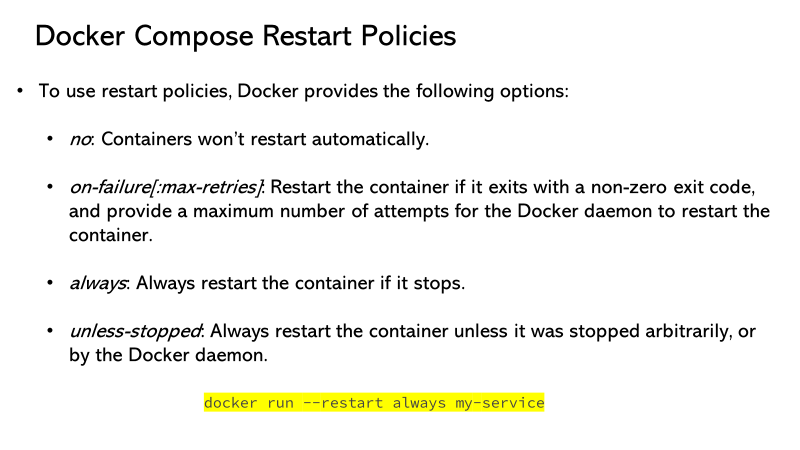 Docker Compose Restart Policies
• To use restart policies, Docker provides the following options:
• no: Containers won't restart automatically.
• on-failure[:max-retries]: Restart the container if it exits with a non-zero exit code,
and provide a maximum number of attempts for the Docker daemon to restart the
container.
• always: Always restart the container if it stops.
• unless-stopped: Always restart the container unless it was stopped arbitrarily, or
by the Docker daemon.
docker run --restart always my-service